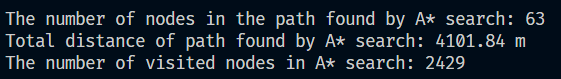 The number of nodes in the path found by A* search: 63
Total distance of path found by A* search: 4101.84 m
The number of visited nodes in A* search: 2429